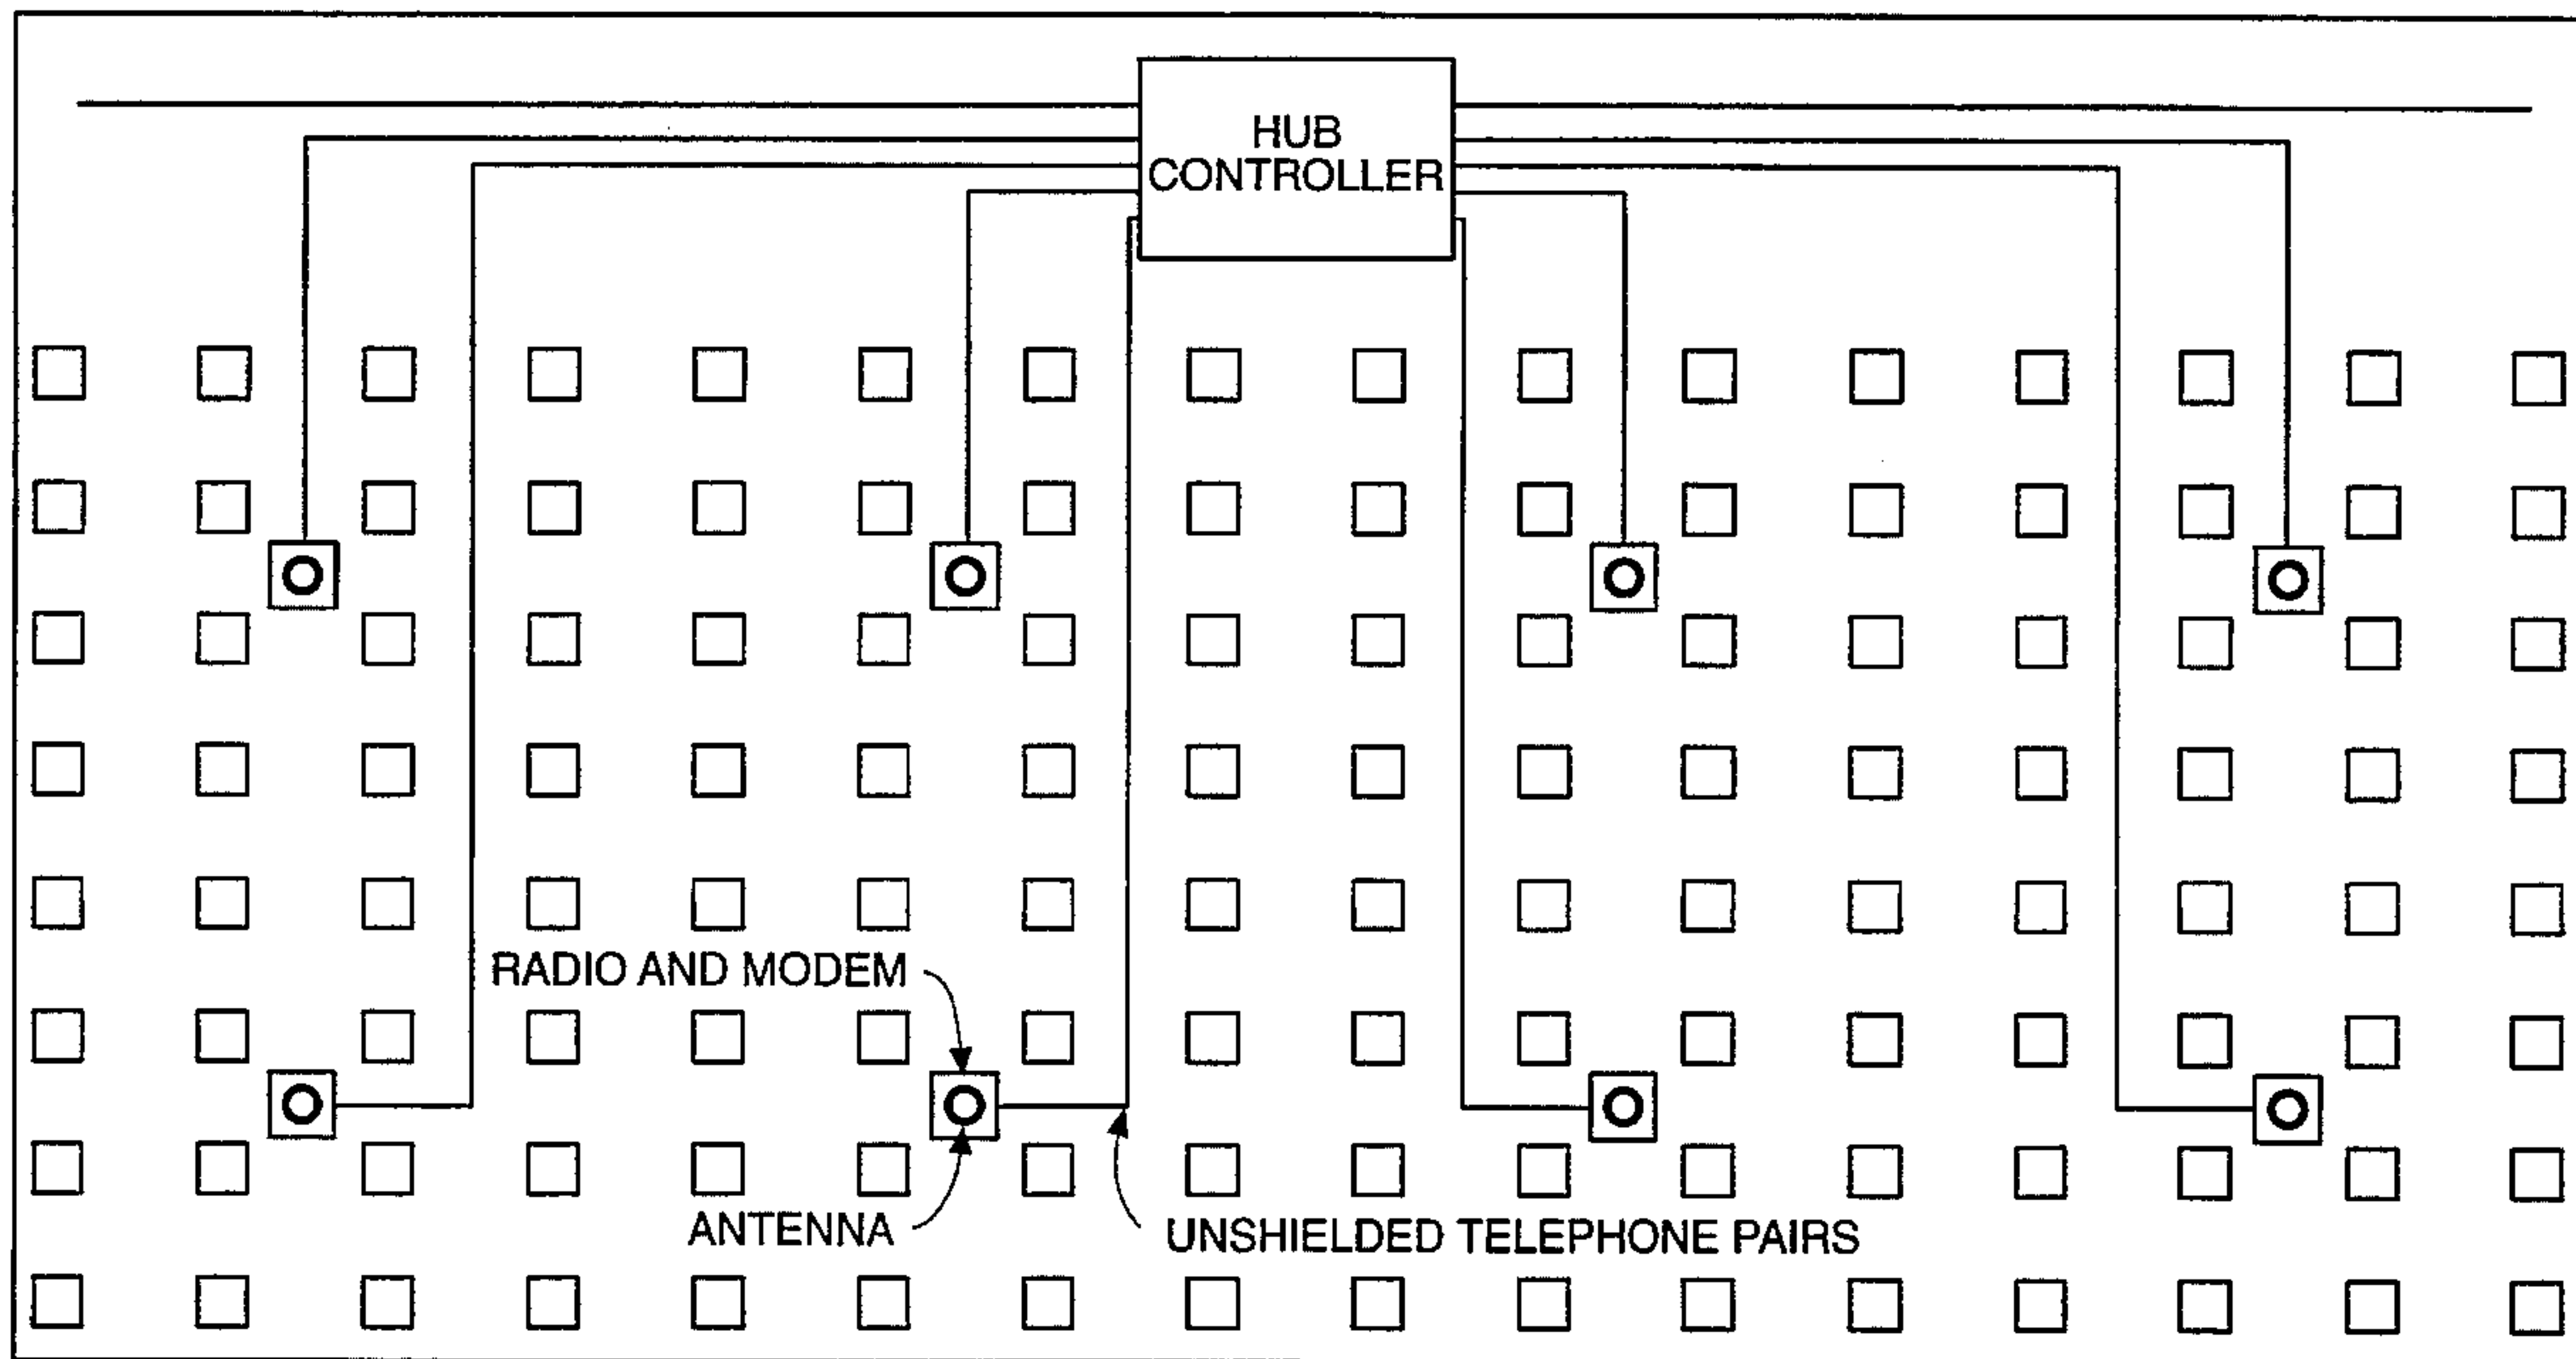 HUB
CONTROLLER
RADIO AND MODEM
ANTENNA
UNSHIELDED TELEPHONE PAIRS